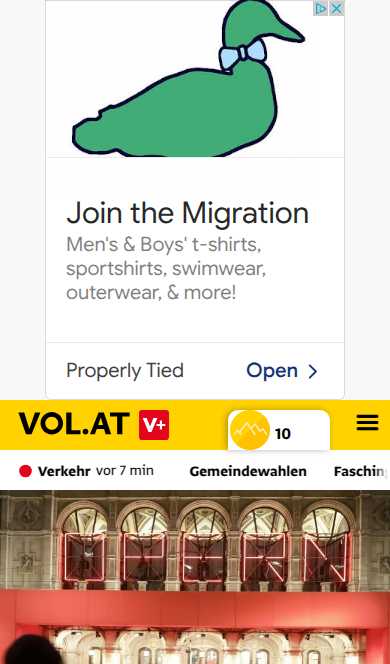 Join the Migration
Men's & Boys' t-shirts,
sportshirts, swimwear,
outerwear, & more!
Properly Tied
Open
VOL.AT V+
10
Verkehr vor 7 min Gemeindewahlen Faschin
OPERN